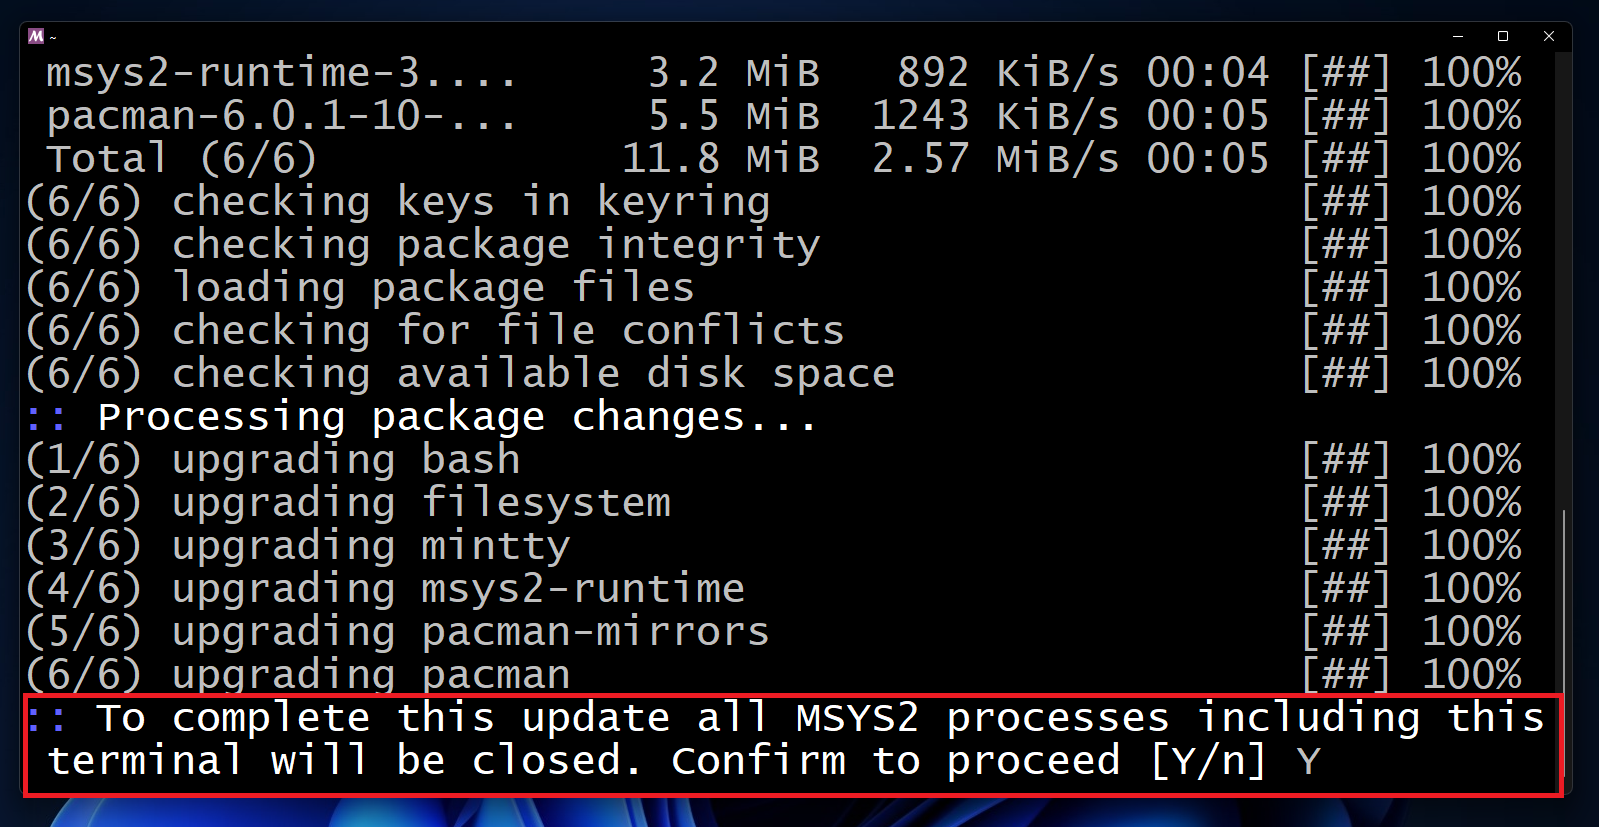 M ~
msys2-runtime-3.... 3.2 MiB 892 KiB/s 00:04 [##] 100%
pacman-6.0.1-10-... 5.5 MiB 1243 KiB/s 00:05 [##] 100%
Total (6/6) 11.8 MiB 2.57 MiB/s 00:05 [##] 100%
(6/6) checking keys in keyring [##] 100%
(6/6) checking package integrity [##] 100%
(6/6) loading package files [##] 100%
(6/6) checking for file conflicts [##] 100%
(6/6) checking available disk space [##] 100%
:: Processing package changes...
(1/6) upgrading bash [##] 100%
(2/6) upgrading filesystem [##] 100%
(3/6) upgrading mintty [##] 100%
(4/6) upgrading msys2-runtime [##] 100%
(5/6) upgrading pacman-mirrors [##] 100%
(6/6) upgrading pacman [##] 100%
:: To complete this update all MSYS2 processes including this
terminal will be closed. Confirm to proceed [Y/n] Y